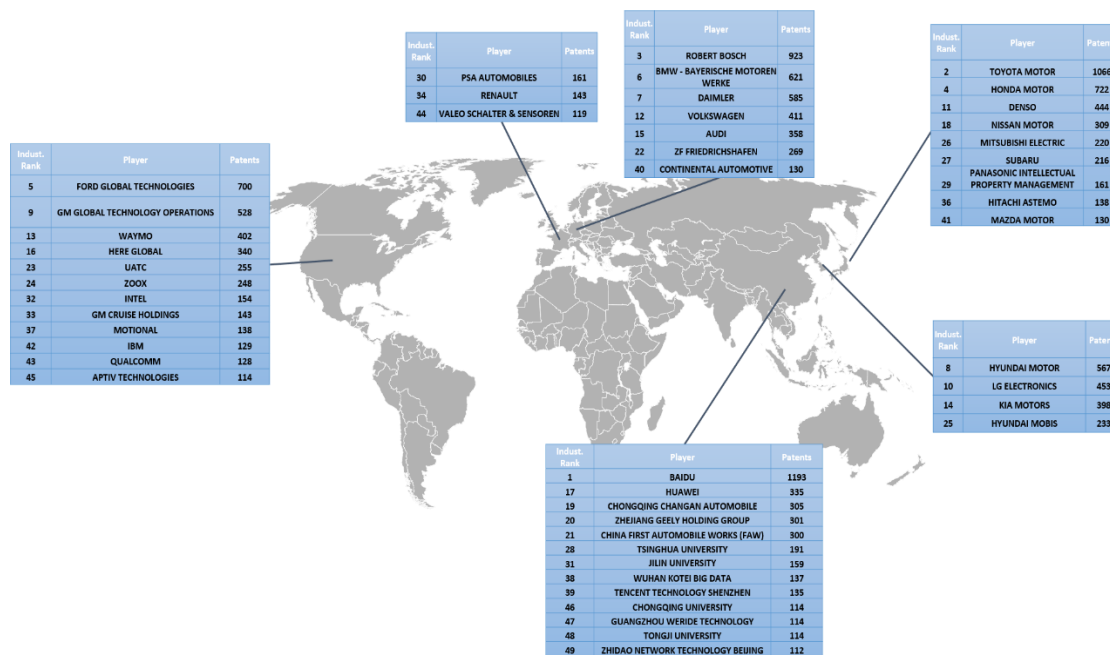 Indust. Rank Player Patents
30 PSA AUTOMOBILES 161
34 RENAULT 143
44 VALEO SCHALTER & SENSOREN 119
Indust. Rank Player Patents
3 ROBERT BOSCH 923
6 BMW - BAYERISCHE MOTOREN WERKE 621
7 DAIMLER 585
12 VOLKSWAGEN 411
15 AUDI 358
22 ZF FRIEDRICHSHAFEN 269
40 CONTINENTAL AUTOMOTIVE 130
Indust. Rank Player Paten
2 TOYOTA MOTOR 1066
4 HONDA MOTOR 722
11 DENSO 444
18 NISSAN MOTOR 309
26 MITSUBISHI ELECTRIC 220
27 SUBARU 216
29 PANASONIC INTELLECTUAL PROPERTY MANAGEMENT 161
36 HITACHI ASTEMO 138
41 MAZDA MOTOR 130
Indust. Rank Player Patents
5 FORD GLOBAL TECHNOLOGIES 700
9 GM GLOBAL TECHNOLOGY OPERATIONS 528
13 WAYMO 402
16 HERE GLOBAL 340
23 UATC 255
24 ZOOX 248
32 INTEL 154
33 GM CRUISE HOLDINGS 143
37 MOTIONAL 138
42 IBM 129
43 QUALCOMM 128
45 APTIV TECHNOLOGIES 114
Indust. Rank Player Paten
8 HYUNDAI MOTOR 567
10 LG ELECTRONICS 453
14 KIA MOTORS 398
25 HYUNDAI MOBIS 233
Indust. Rank Player Patents
1 BAIDU 1193
17 HUAWEI 335
19 CHONGQING CHANGAN AUTOMOBILE 305
20 ZHEJIANG GEELY HOLDING GROUP 301
21 CHINA FIRST AUTOMOBILE WORKS (FAW) 300
28 TSINGHUA UNIVERSITY 191
31 JILIN UNIVERSITY 159
38 WUHAN KOTEI BIG DATA 137
39 TENCENT TECHNOLOGY SHENZHEN 135
46 CHONGQING UNIVERSITY 114
47 GUANGZHOU WERIDE TECHNOLOGY 114
48 TONGJI UNIVERSITY 114
49 ZHIDAO NETWORK TECHNOLOGY BEIJING 112